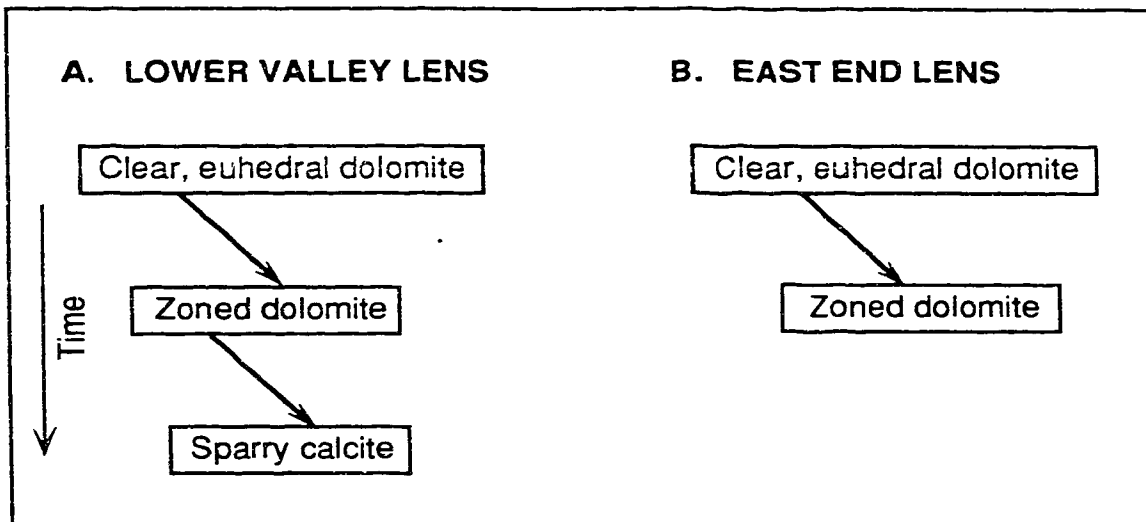 A. LOWER VALLEY LENS
Clear, euhedral dolomite
Zoned dolomite
Sparry calcite
Time
B. EAST END LENS
Clear, euhedral dolomite
Zoned dolomite